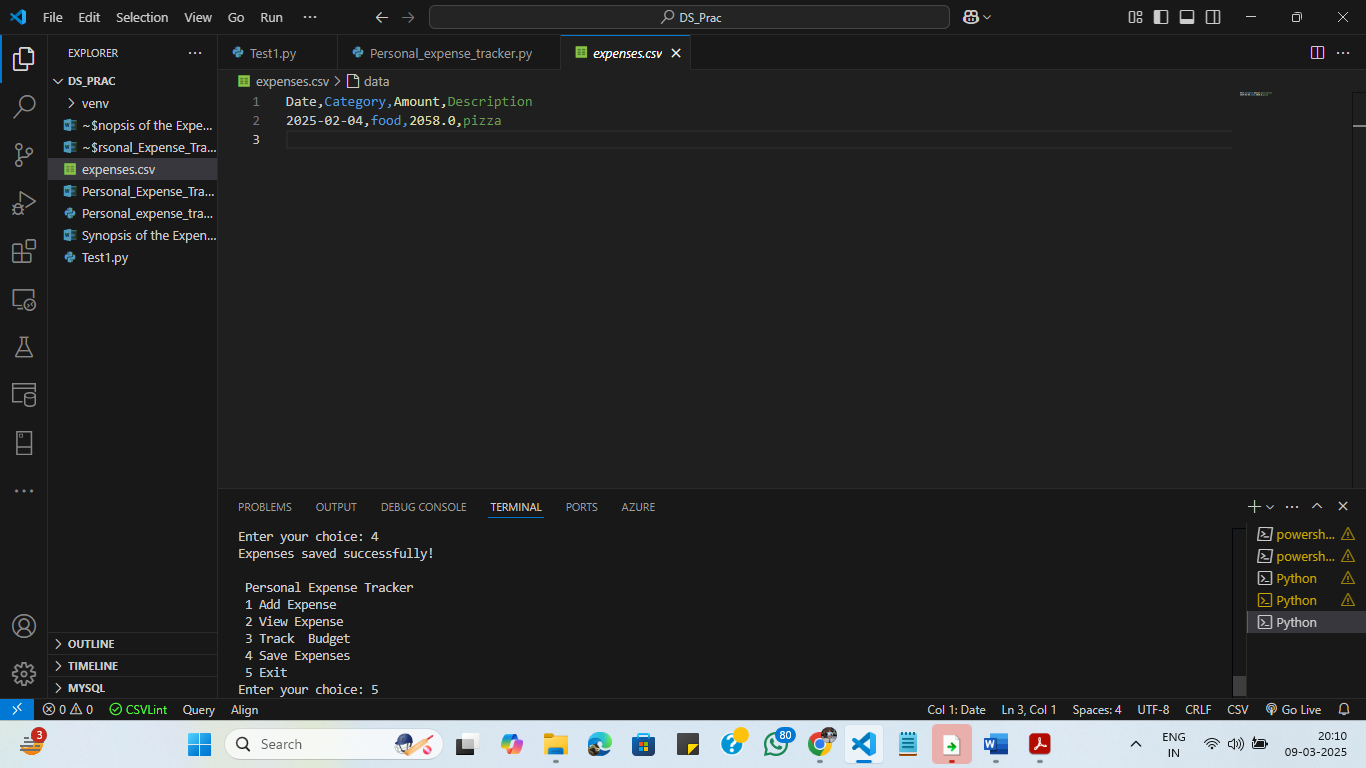 File Edit Selection View Go Run ···
DS_Prac
EXPLORER ···
DS_PRAC
venv
~$nopsis of the Expe...
~$rsonal_Expense_Tra...
expenses.csv
Personal_Expense_Tra...
Personal_expense_tra...
Synopsis of the Expen...
Test1.py
OUTLINE
TIMELINE
MYSQL
Test1.py
Personal_expense_tracker.py
expenses.csv
expenses.csv > data
1 Date,Category,Amount,Description
2 2025-02-04,food,2058.0,pizza
3
PROBLEMS OUTPUT DEBUG CONSOLE TERMINAL PORTS AZURE
Enter your choice: 4
Expenses saved successfully!
Personal Expense Tracker
1 Add Expense
2 View Expense
3 Track  Budget
4 Save Expenses
5 Exit
Enter your choice: 5
powersh...
powersh...
Python
Python
Python
0 0 CSVLint Query Align
Col 1: Date Ln 3, Col 1 Spaces: 4 UTF-8 CRLF CSV Go Live
3
Search
80
ENG
IN
20:10
09-03-2025